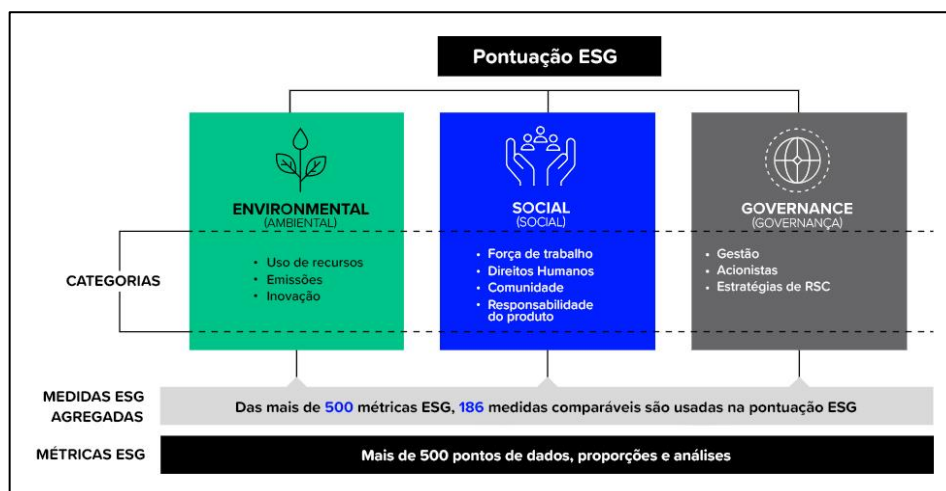 Pontuação ESG
ENVIRONMENTAL
(AMBIENTAL)
SOCIAL
(SOCIAL)
GOVERNANCE
(GOVERNANÇA)
CATEGORIAS
• Uso de recursos
• Emissões
• Inovação
• Força de trabalho
• Direitos Humanos
• Comunidade
• Responsabilidade
do produto
• Gestão
• Acionistas
• Estratégias de RSC
MEDIDAS ESG
AGREGADAS
Das mais de 500 métricas ESG, 186 medidas comparáveis são usadas na pontuação ESG
MÉTRICAS ESG
Mais de 500 pontos de dados, proporções e análises